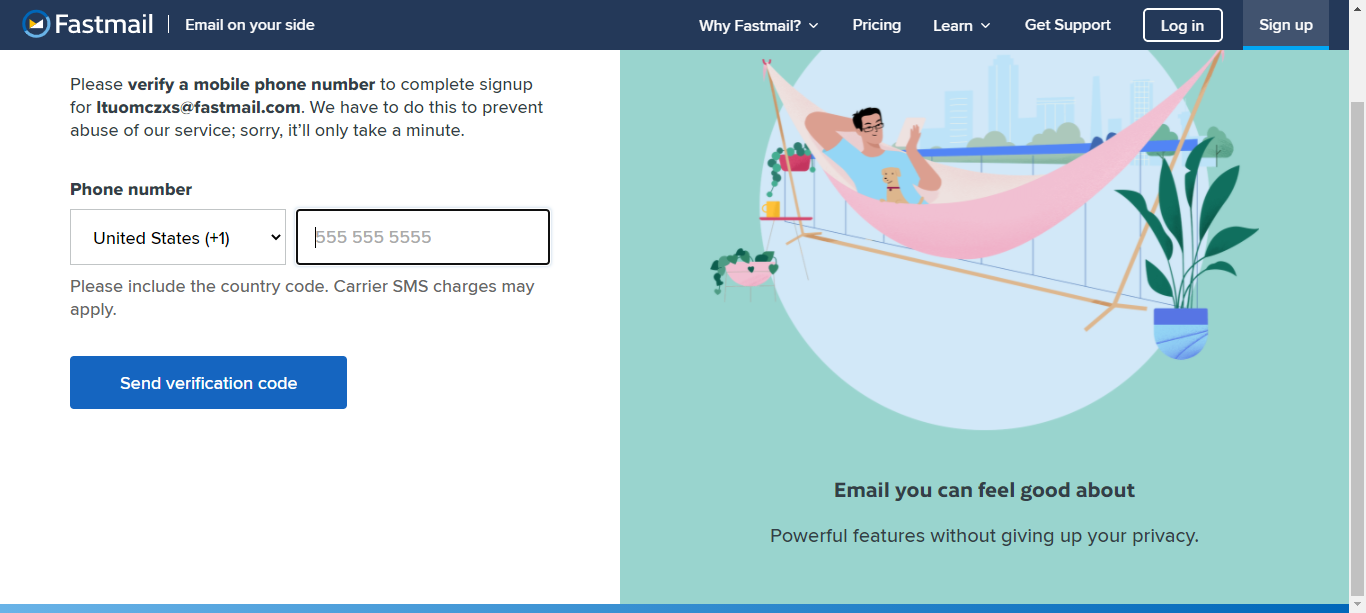 Fastmail
Email on your side
Why Fastmail?
Pricing
Learn
Get Support
Log in
Sign up
Please verify a mobile phone number to complete signup
for ltuomczxs@fastmail.com. We have to do this to prevent
abuse of our service; sorry, it’ll only take a minute.
Phone number
United States (+1)
555 555 5555
Please include the country code. Carrier SMS charges may
apply.
Send verification code
Email you can feel good about
Powerful features without giving up your privacy.